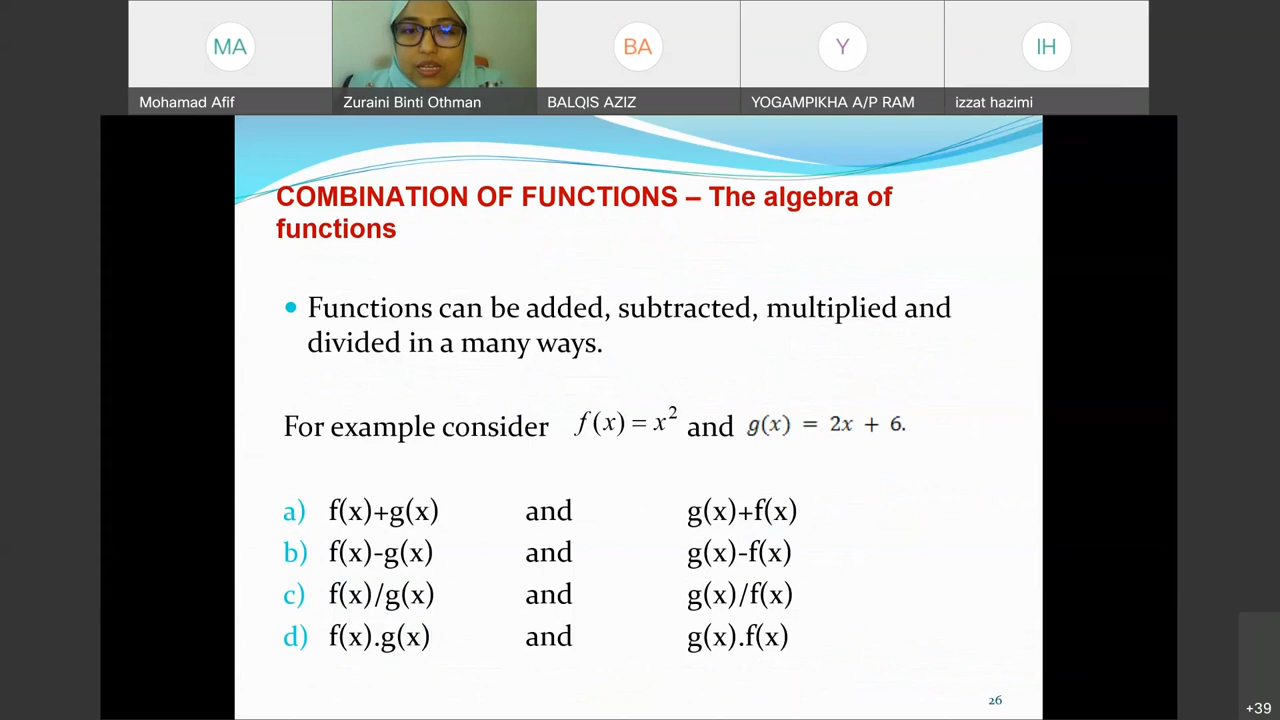 MA
BA
Y
IH
Mohamad Afif
Zuraini Binti Othman
BALQIS AZIZ
YOGAMPIKHA A/P RAM
izzat hazimi
COMBINATION OF FUNCTIONS – The algebra of
functions
• Functions can be added, subtracted, multiplied and
divided in a many ways.
For example consider f(x) = x² and g(x) = 2x + 6.
a) f(x)+g(x) and g(x)+f(x)
b) f(x)-g(x) and g(x)-f(x)
c) f(x)/g(x) and g(x)/f(x)
d) f(x).g(x) and g(x).f(x)
26
+39